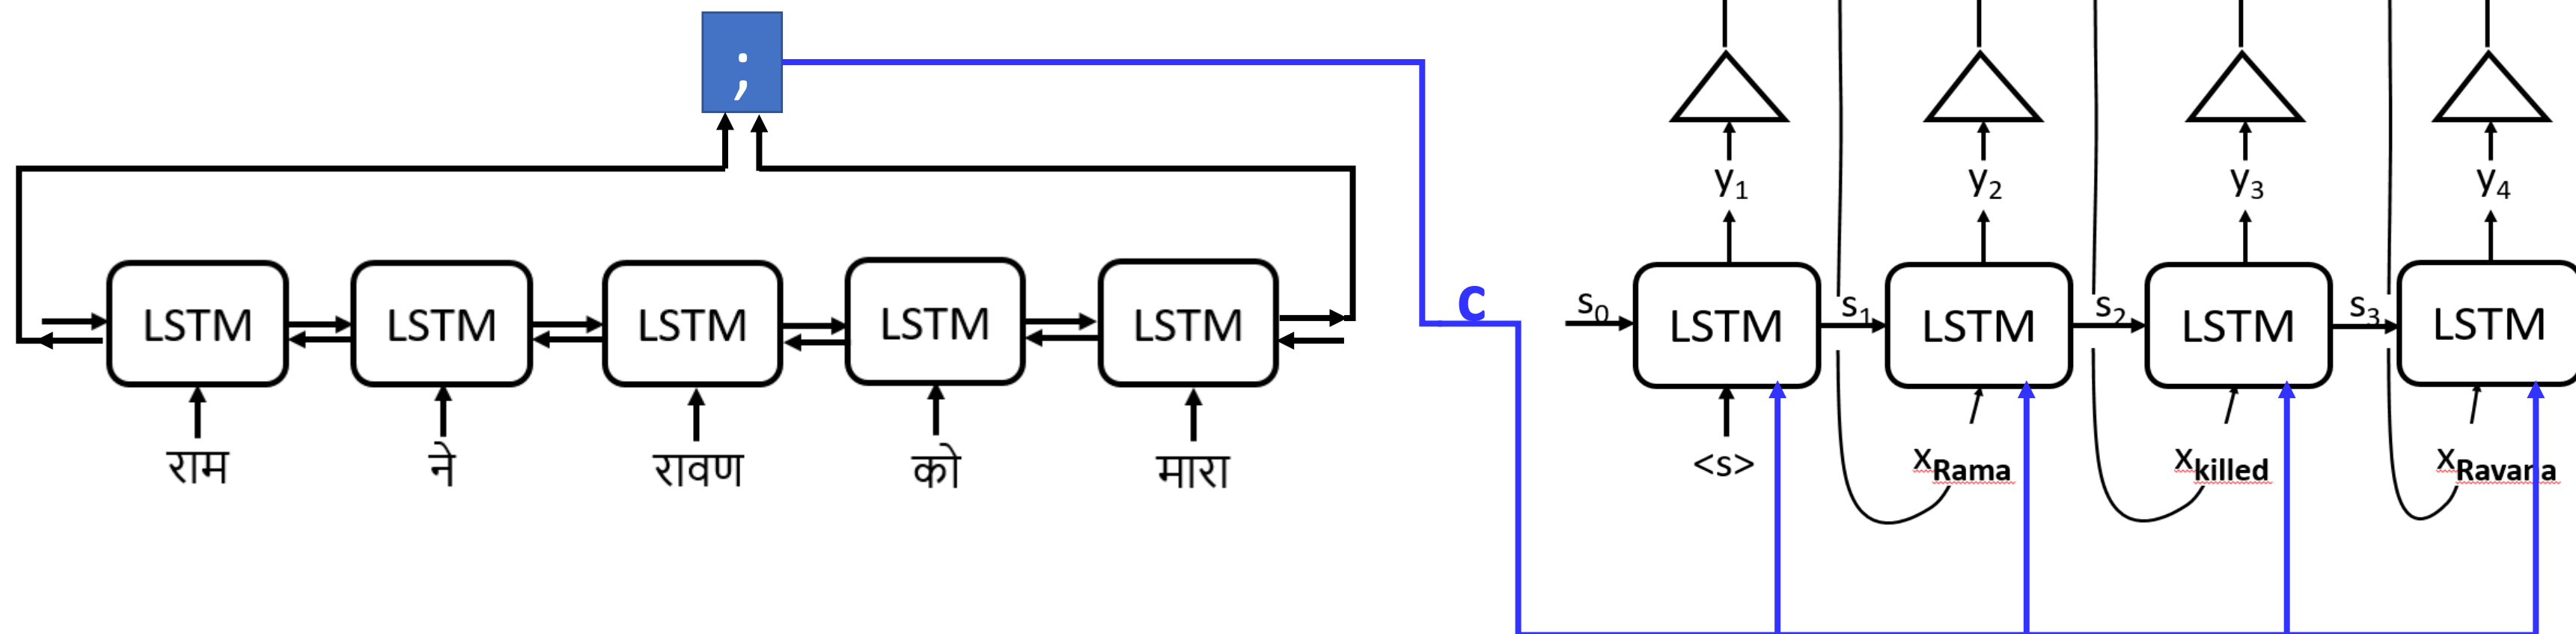 ;
y1 y2 y3 y4
c
LSTM LSTM LSTM LSTM LSTM s0 LSTM s1 LSTM s2 LSTM s3 LSTM
राम ने रावण को मारा <s> xRama xkilled xRavana